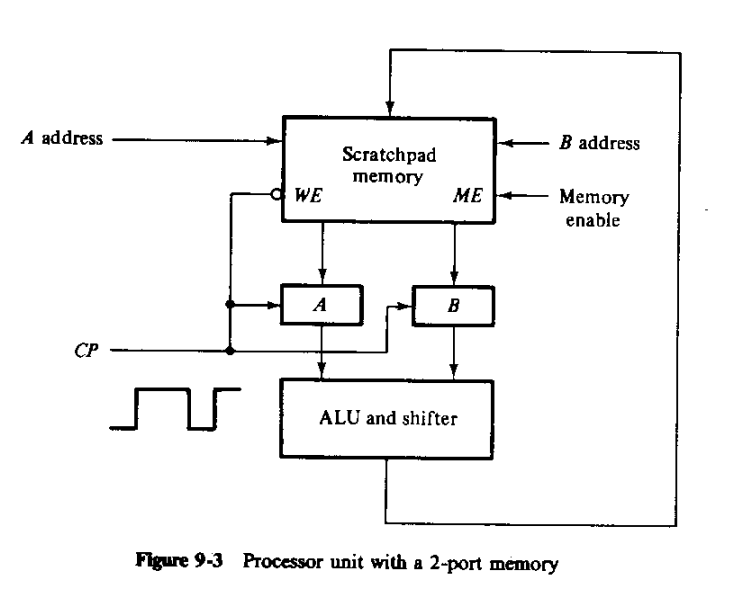 A address
B address
Scratchpad
memory
WE
ME
Memory
enable
A
B
CP
ALU and shifter
Figure 9-3 Processor unit with a 2-port memory